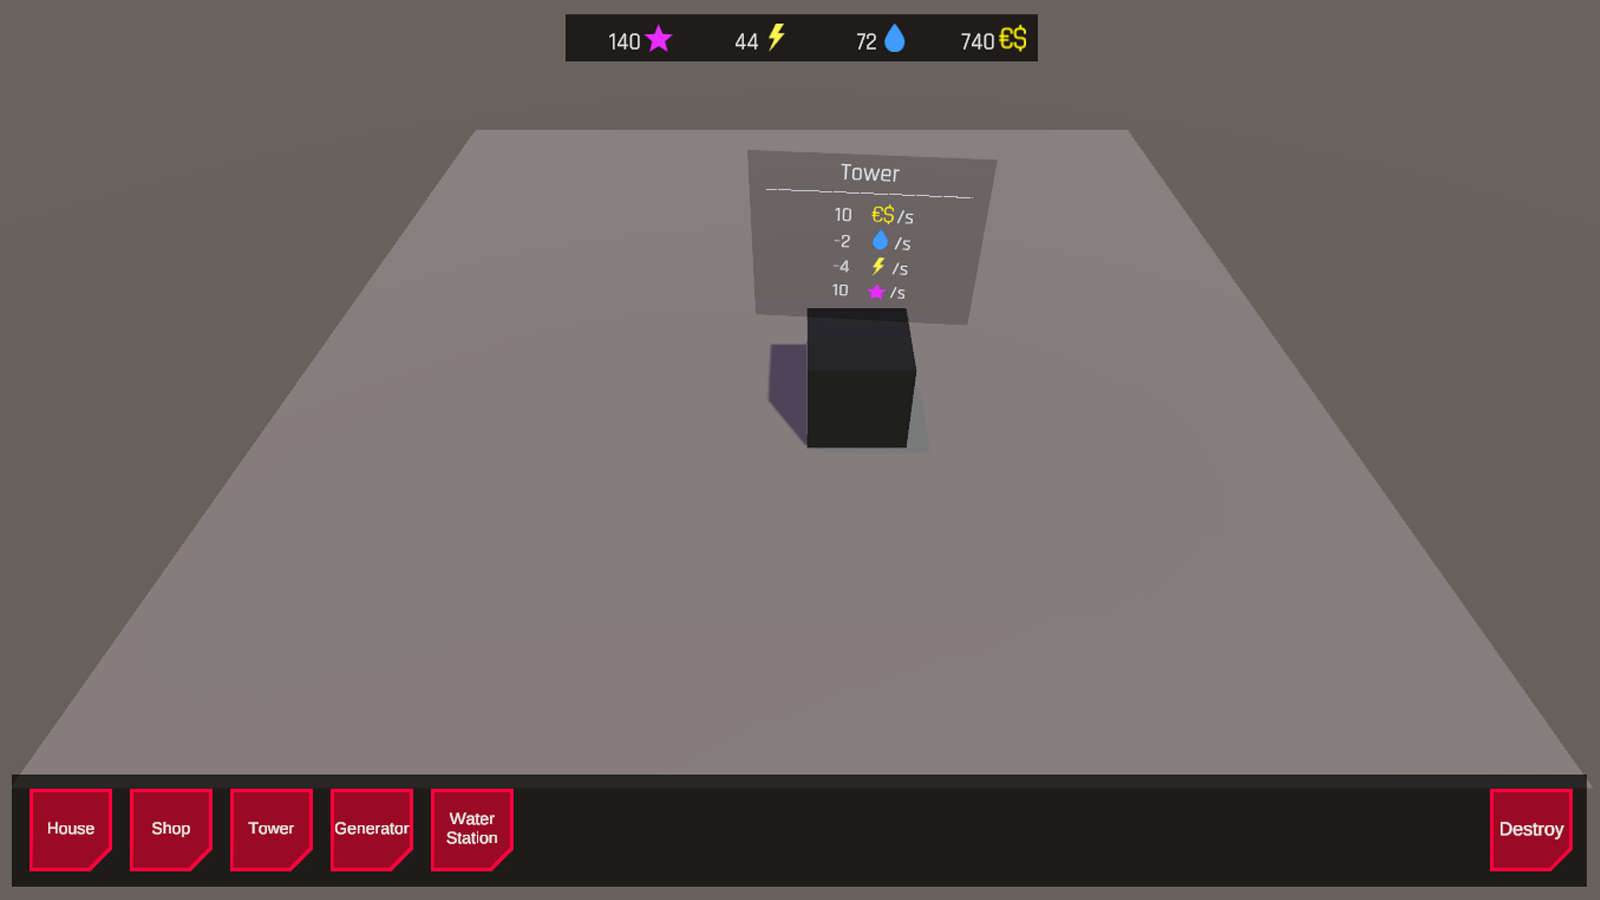 140 44 72 740 €$
Tower
10 €$/s
-2 /s
-4 /s
10 /s
House
Shop
Tower
Generator
Water
Station
Destroy